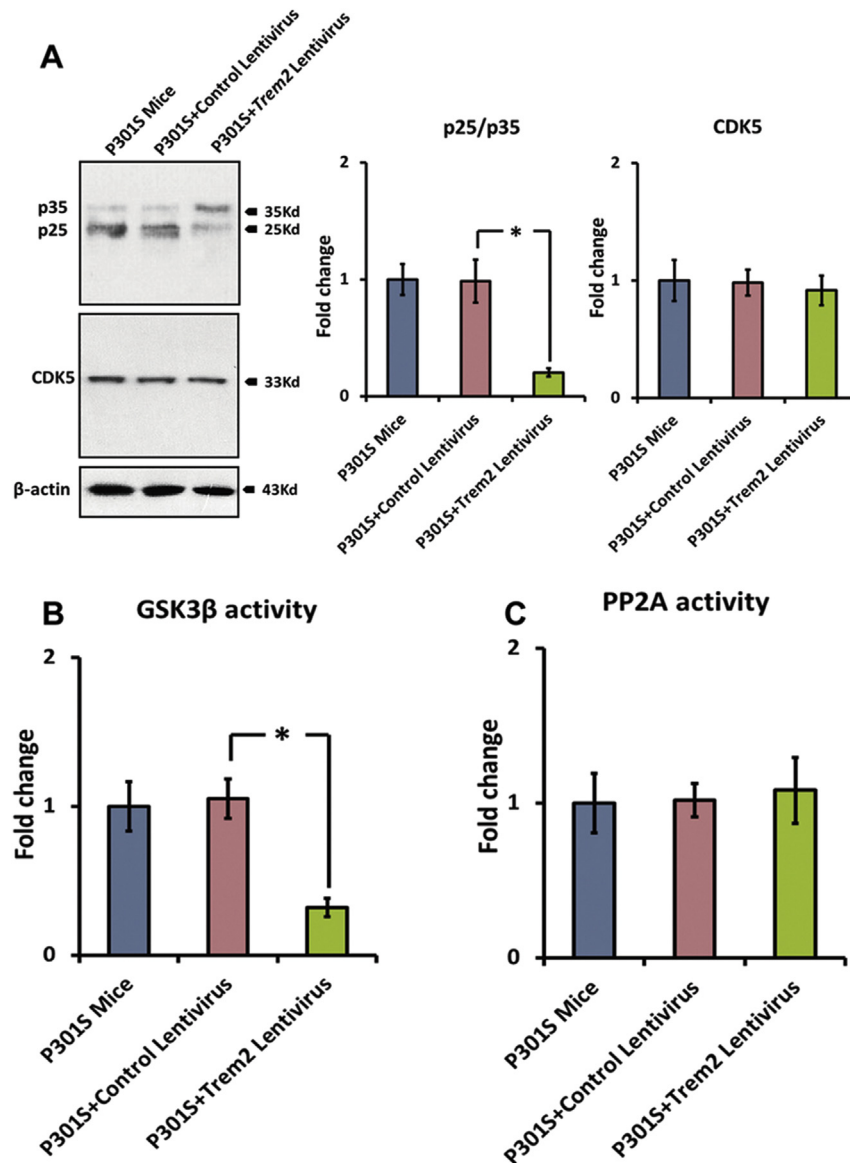 A
P301S Mice
P301S+Control Lentivirus
P301S+Trem2 Lentivirus
p35
35Kd
p25
25Kd
CDK5
33Kd
β-actin
43Kd
p25/p35
Fold change
2
1
0
*
P301S Mice
P301S+Control Lentivirus
P301S+Trem2 Lentivirus
CDK5
Fold change
2
1
0
P301S Mice
P301S+Control Lentivirus
P301S+Trem2 Lentivirus
B
GSK3β activity
Fold change
2
1
0
*
P301S Mice
P301S+Control Lentivirus
P301S+Trem2 Lentivirus
C
PP2A activity
Fold change
2
1
0
P301S Mice
P301S+Control Lentivirus
P301S+Trem2 Lentivirus